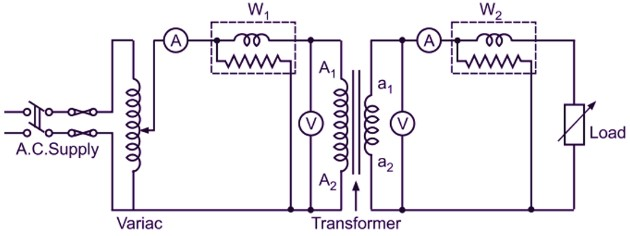 W1 W2
A A
A1 a1
V V
A.C.Supply Load
A2 a2
Variac Transformer